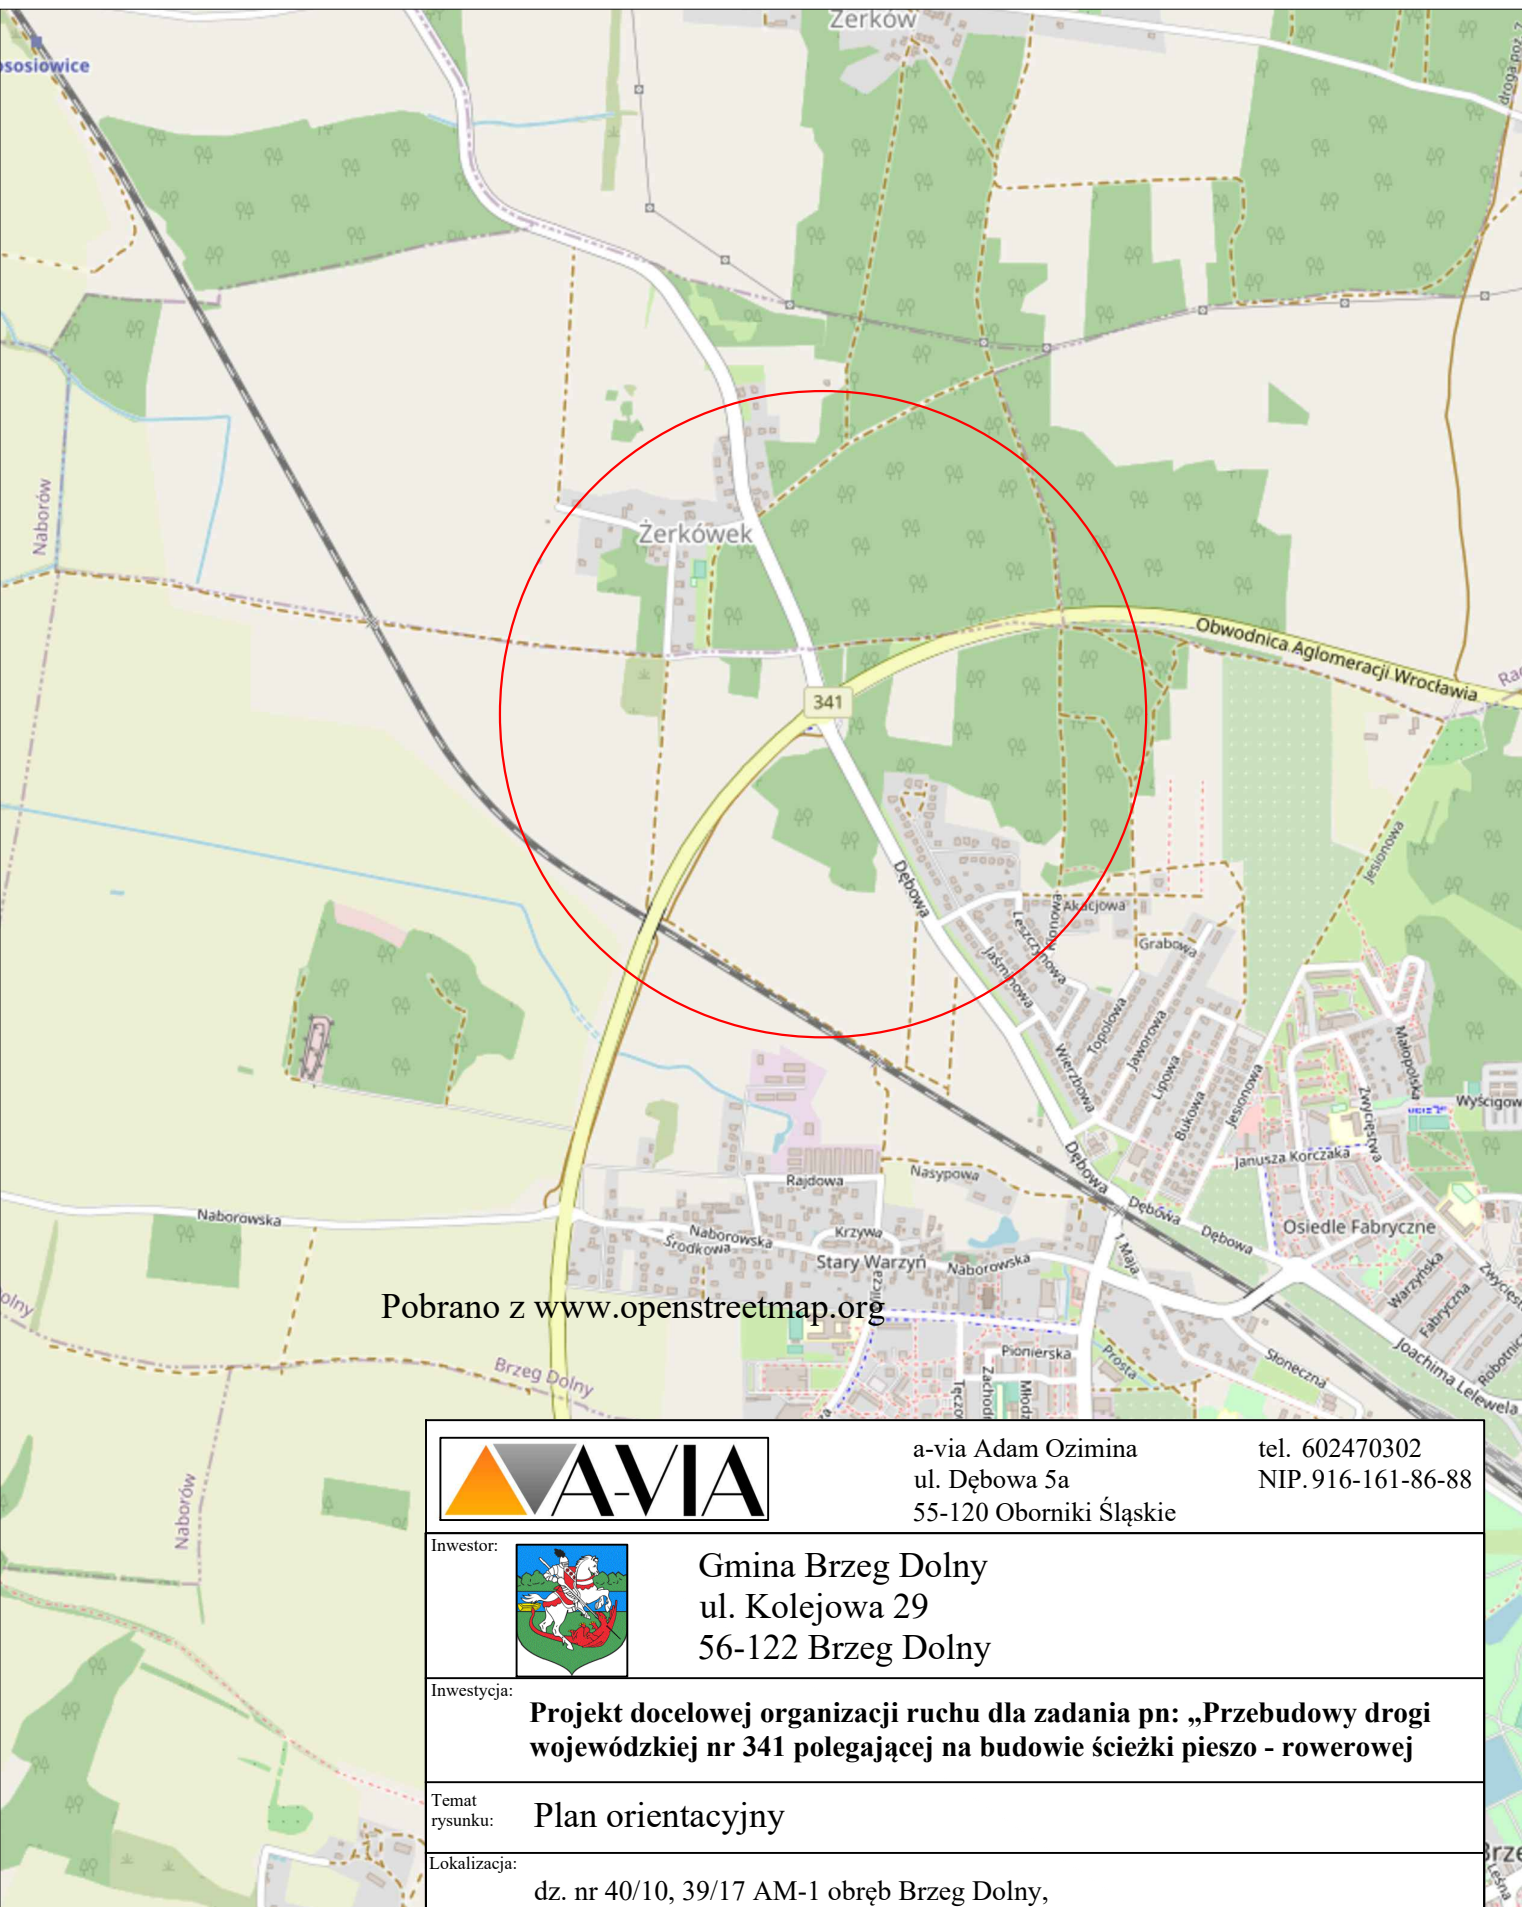 Żerków
droga poż. 7
Naborów
Żerkówek
Obwodnica Aglomeracji Wrocławia
341
Jesionowa
Dębowa
Akacjowa
Klonowa
Leszczynowa
Grabowa
Jaśminowa
Topolowa
Jaworowa
Małopolska
Wierzbowa
Lipowa
Bukowa
Jesionowa
Zwycięstwa
Janusza Korczaka
Dębowa
Nasypowa
Rajdowa
Naborowska
Dębowa
Dębowa
Osiedle Fabryczne
Krzywa
Naborowska
Środkowa
1 Maja
Stary Warzyń
Naborowska
Warzyńska
Fabryczna
Pobrano z www.openstreetmap.org
Pionierska
Prosta
Słoneczna
Joachima Lelewela
Brzeg Dolny
Naborów
a-via Adam Ozimina
ul. Dębowa 5a
55-120 Oborniki Śląskie
tel. 602470302
NIP. 916-161-86-88
A-VIA
Inwestor:
Gmina Brzeg Dolny
ul. Kolejowa 29
56-122 Brzeg Dolny
Inwestycja:
Projekt docelowej organizacji ruchu dla zadania pn: „Przebudowy drogi
wojewódzkiej nr 341 polegającej na budowie ścieżki pieszo - rowerowej
Temat
rysunku:
Plan orientacyjny
Lokalizacja:
dz. nr 40/10, 39/17 AM-1 obręb Brzeg Dolny,
Leśna